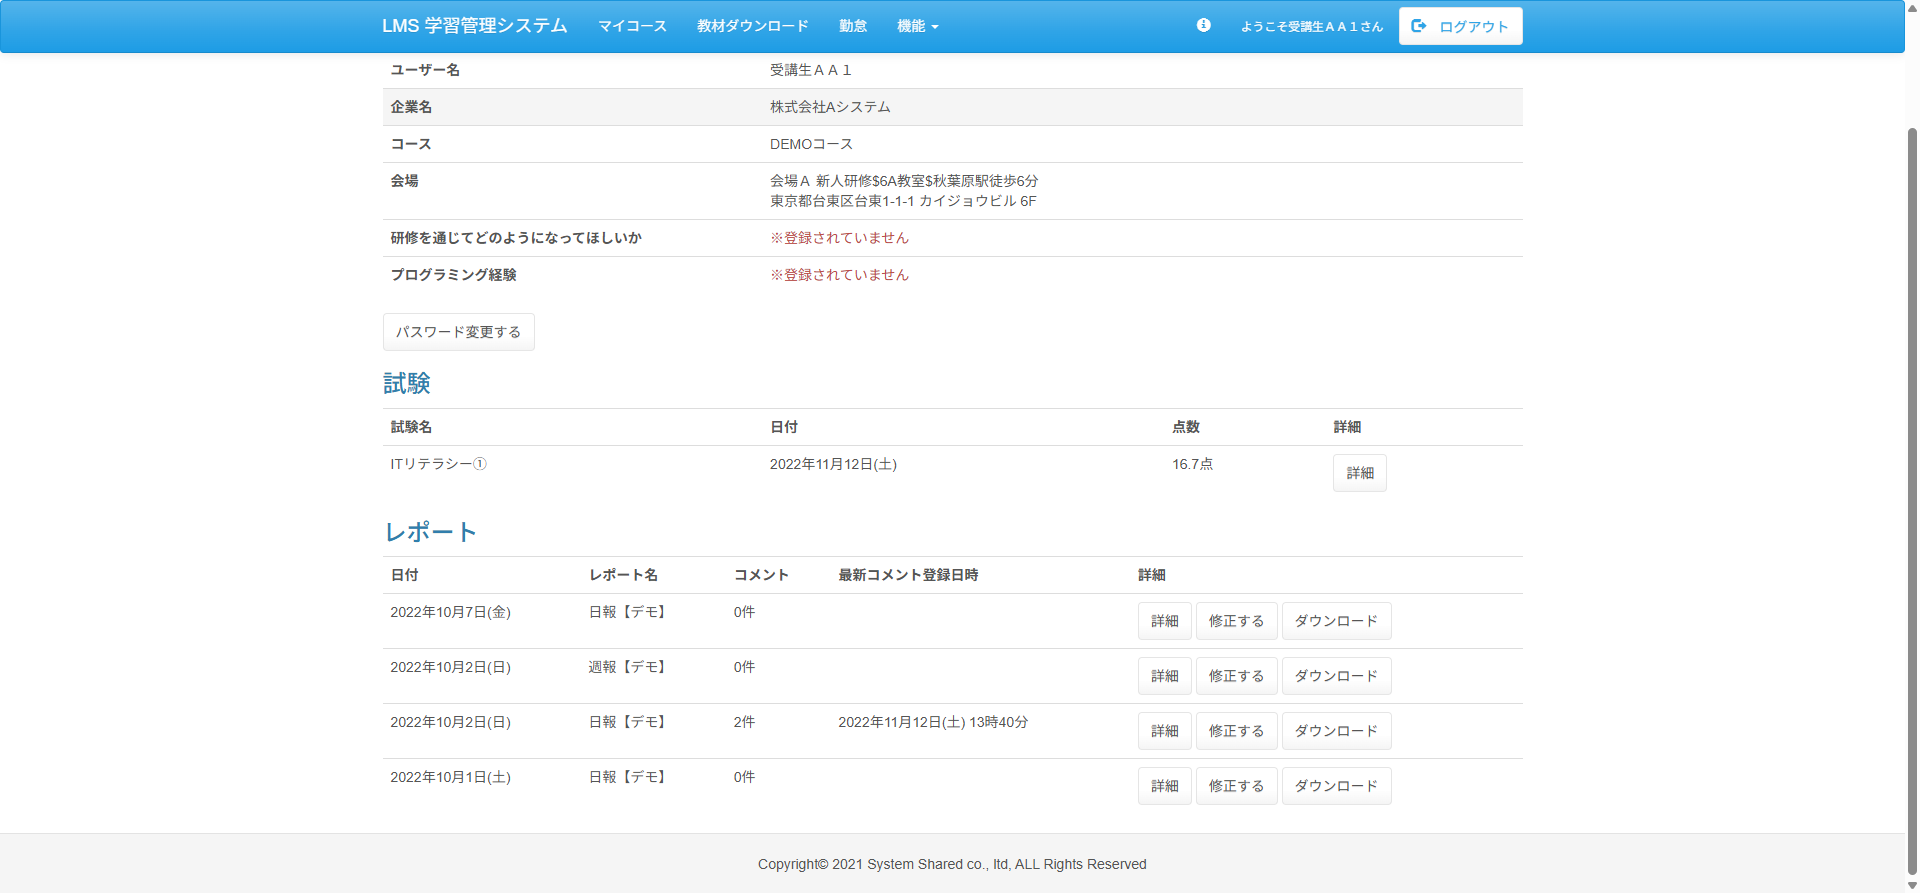 LMS 学習管理システム マイコース 教材ダウンロード 勤怠 機能 ようこそ受講生ＡＡ１さん ログアウト
ユーザー名 受講生ＡＡ１
企業名 株式会社Aシステム
コース DEMOコース
会場 会場Ａ 新人研修$6A教室$秋葉原駅徒歩6分
東京都台東区台東1-1-1 カイジョウビル 6F
研修を通じてどのようになってほしいか ※登録されていません
プログラミング経験 ※登録されていません
パスワード変更する
試験
試験名 日付 点数 詳細
ITリテラシー① 2022年11月12日(土) 16.7点 詳細
レポート
日付 レポート名 コメント 最新コメント登録日時 詳細
2022年10月7日(金) 日報【デモ】 0件 詳細 修正する ダウンロード
2022年10月2日(日) 週報【デモ】 0件 詳細 修正する ダウンロード
2022年10月2日(日) 日報【デモ】 2件 2022年11月12日(土) 13時40分 詳細 修正する ダウンロード
2022年10月1日(土) 日報【デモ】 0件 詳細 修正する ダウンロード
Copyright© 2021 System Shared co., ltd, ALL Rights Reserved